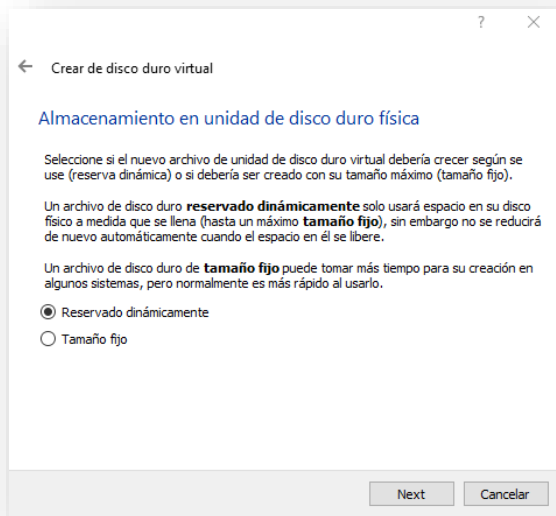 ?
Crear de disco duro virtual
Almacenamiento en unidad de disco duro física
Seleccione si el nuevo archivo de unidad de disco duro virtual debería crecer según se
use (reserva dinámica) o si debería ser creado con su tamaño máximo (tamaño fijo).
Un archivo de disco duro reservado dinámicamente solo usará espacio en su disco
físico a medida que se llena (hasta un máximo tamaño fijo), sin embargo no se reducirá
de nuevo automáticamente cuando el espacio en él se libere.
Un archivo de disco duro de tamaño fijo puede tomar más tiempo para su creación en
algunos sistemas, pero normalmente es más rápido al usarlo.
Reservado dinámicamente
Tamaño fijo
Next Cancelar